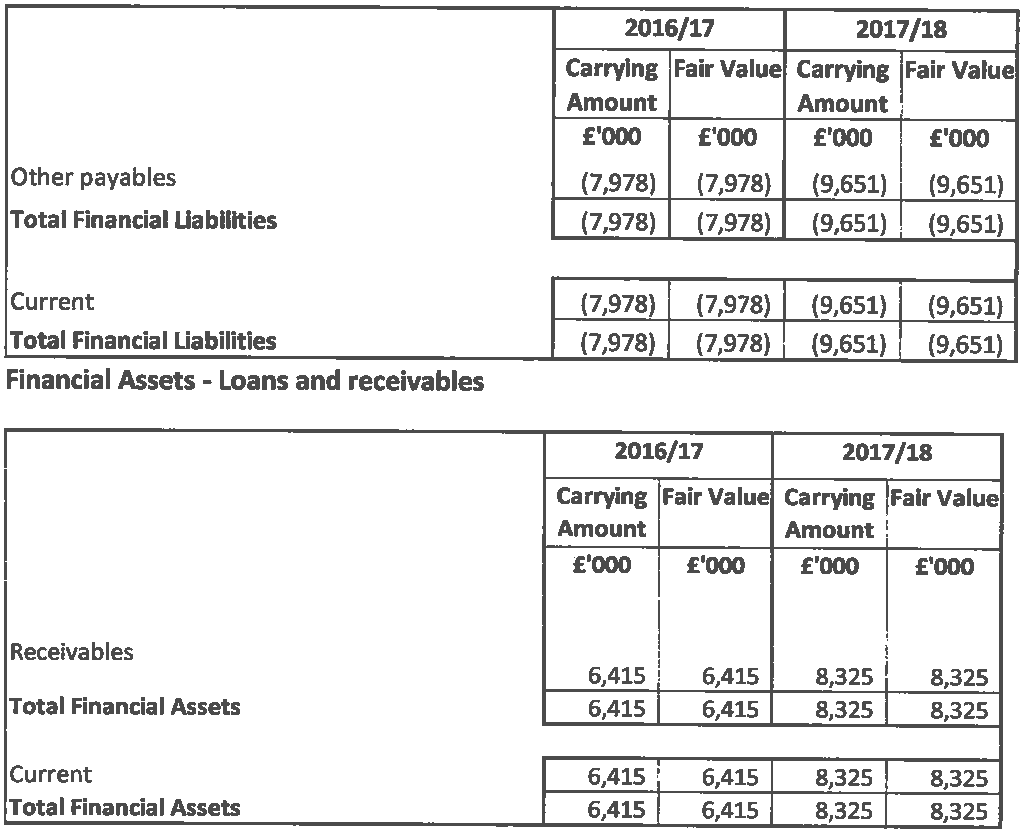 2016/17 2017/18
Carrying Fair Value Carrying Fair Value
Amount Amount
£'000 £'000 £'000 £'000
Other payables (7,978) (7,978) (9,651) (9,651)
Total Financial Liabilities (7,978) (7,978) (9,651) (9,651)
Current (7,978) (7,978) (9,651) (9,651)
Total Financial Liabilities (7,978) (7,978) (9,651) (9,651)
Financial Assets - Loans and receivables
2016/17 2017/18
Carrying Fair Value Carrying Fair Value
Amount Amount
£'000 £'000 £'000 £'000
Receivables
6,415 6,415 8,325 8,325
Total Financial Assets 6,415 6,415 8,325 8,325
Current 6,415 6,415 8,325 8,325
Total Financial Assets 6,415 6,415 8,325 8,325